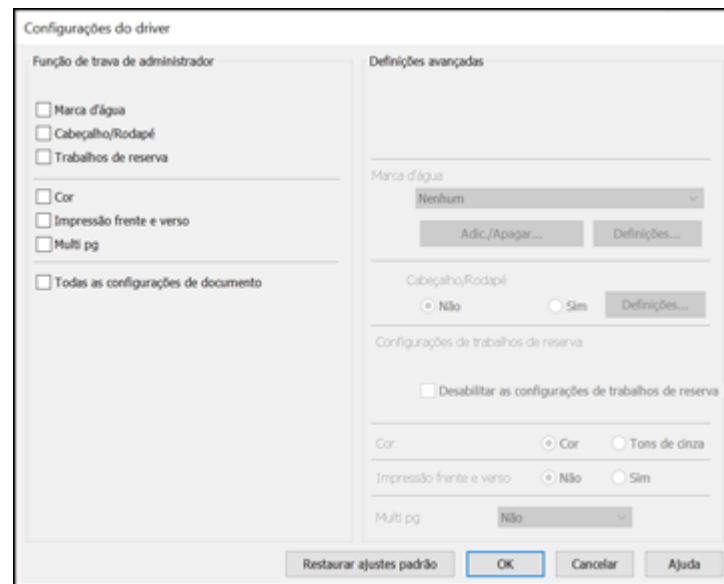 Configurações do driver
Função de trava de administrador
Marca d'água
Cabeçalho/Rodapé
Trabalhos de reserva
Cor
Impressão frente e verso
Multi pg
Todas as configurações de documento
Definições avançadas
Marca d'água
Nenhum
Adic./Apagar... Definições...
Cabeçalho/Rodapé
Não Sim Definições...
Configurações de trabalhos de reserva
Desabilitar as configurações de trabalhos de reserva
Cor Cor Tons de cinza
Impressão frente e verso Não Sim
Multi pg Não
Restaurar ajustes padrão OK Cancelar Ajuda